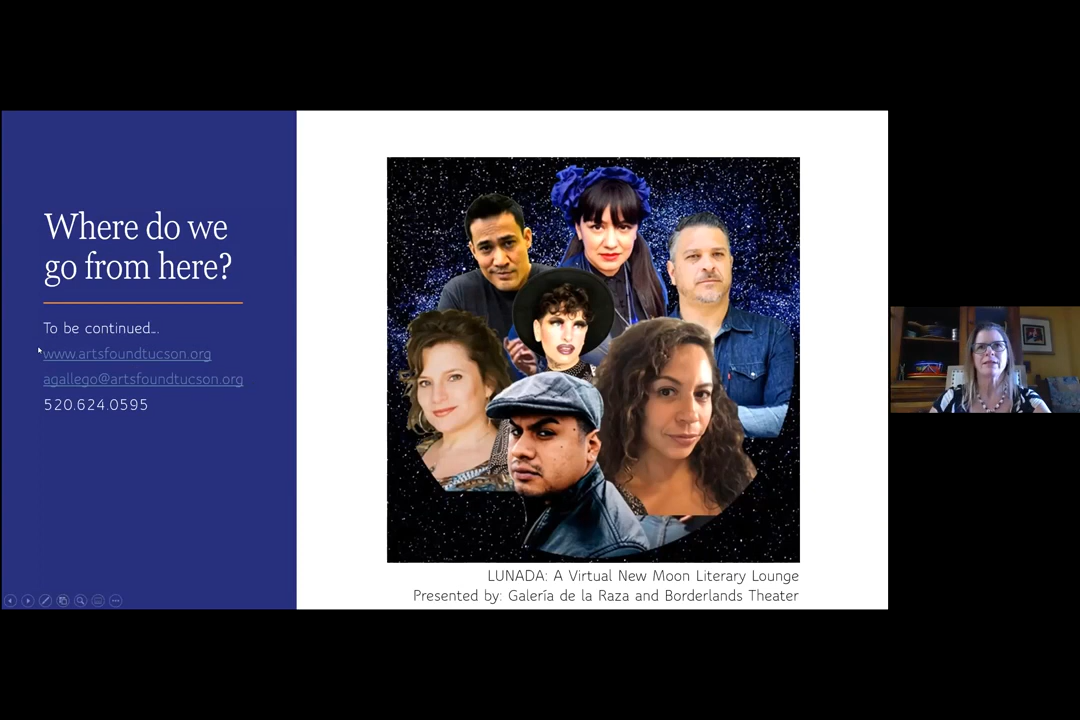 Where do we
go from here?
To be continued...
www.artsfoundtucson.org
agallego@artsfoundtucson.org
520.624.0595
LUNADA: A Virtual New Moon Literary Lounge
Presented by: Galería de la Raza and Borderlands Theater